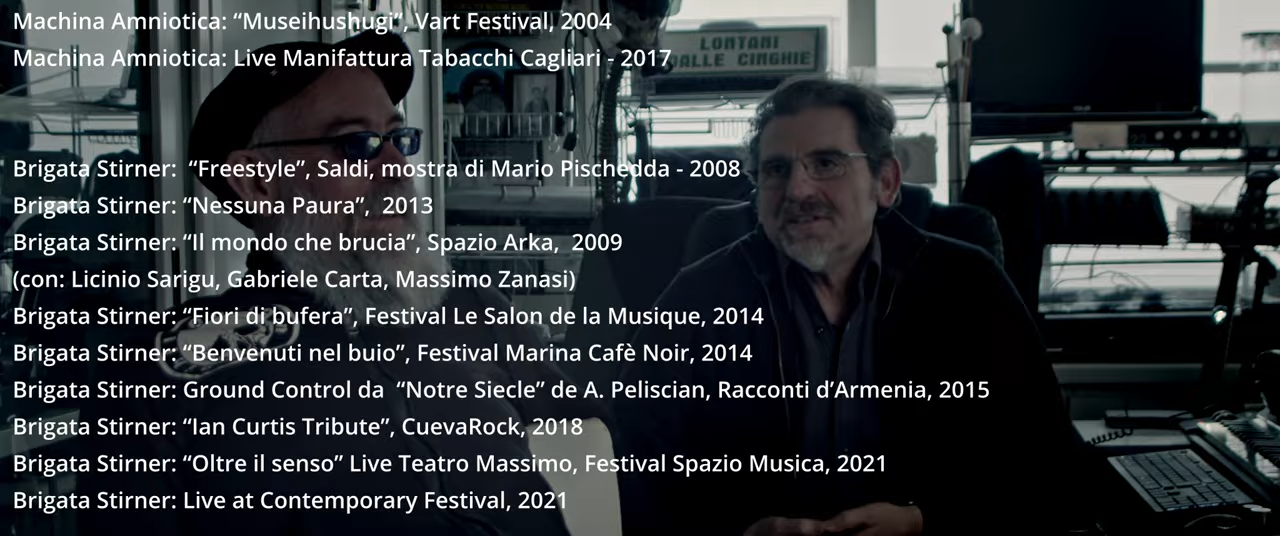 Machina Amniotica: “Museihushugi”, Vart Festival, 2004
Machina Amniotica: Live Manifattura Tabacchi Cagliari - 2017
LONTANI
DALLE CINGHIE
Brigata Stirner:  “Freestyle”, Saldi, mostra di Mario Pischedda - 2008
Brigata Stirner: “Nessuna Paura”,  2013
Brigata Stirner: “Il mondo che brucia”, Spazio Arka,  2009
(con: Licinio Sarigu, Gabriele Carta, Massimo Zanasi)
Brigata Stirner: “Fiori di bufera”, Festival Le Salon de la Musique, 2014
Brigata Stirner: “Benvenuti nel buio”, Festival Marina Cafè Noir, 2014
Brigata Stirner: Ground Control da  “Notre Siecle” de A. Peliscian, Racconti d’Armenia, 2015
Brigata Stirner: “Ian Curtis Tribute”, CuevaRock, 2018
Brigata Stirner: “Oltre il senso” Live Teatro Massimo, Festival Spazio Musica, 2021
Brigata Stirner: Live at Contemporary Festival, 2021